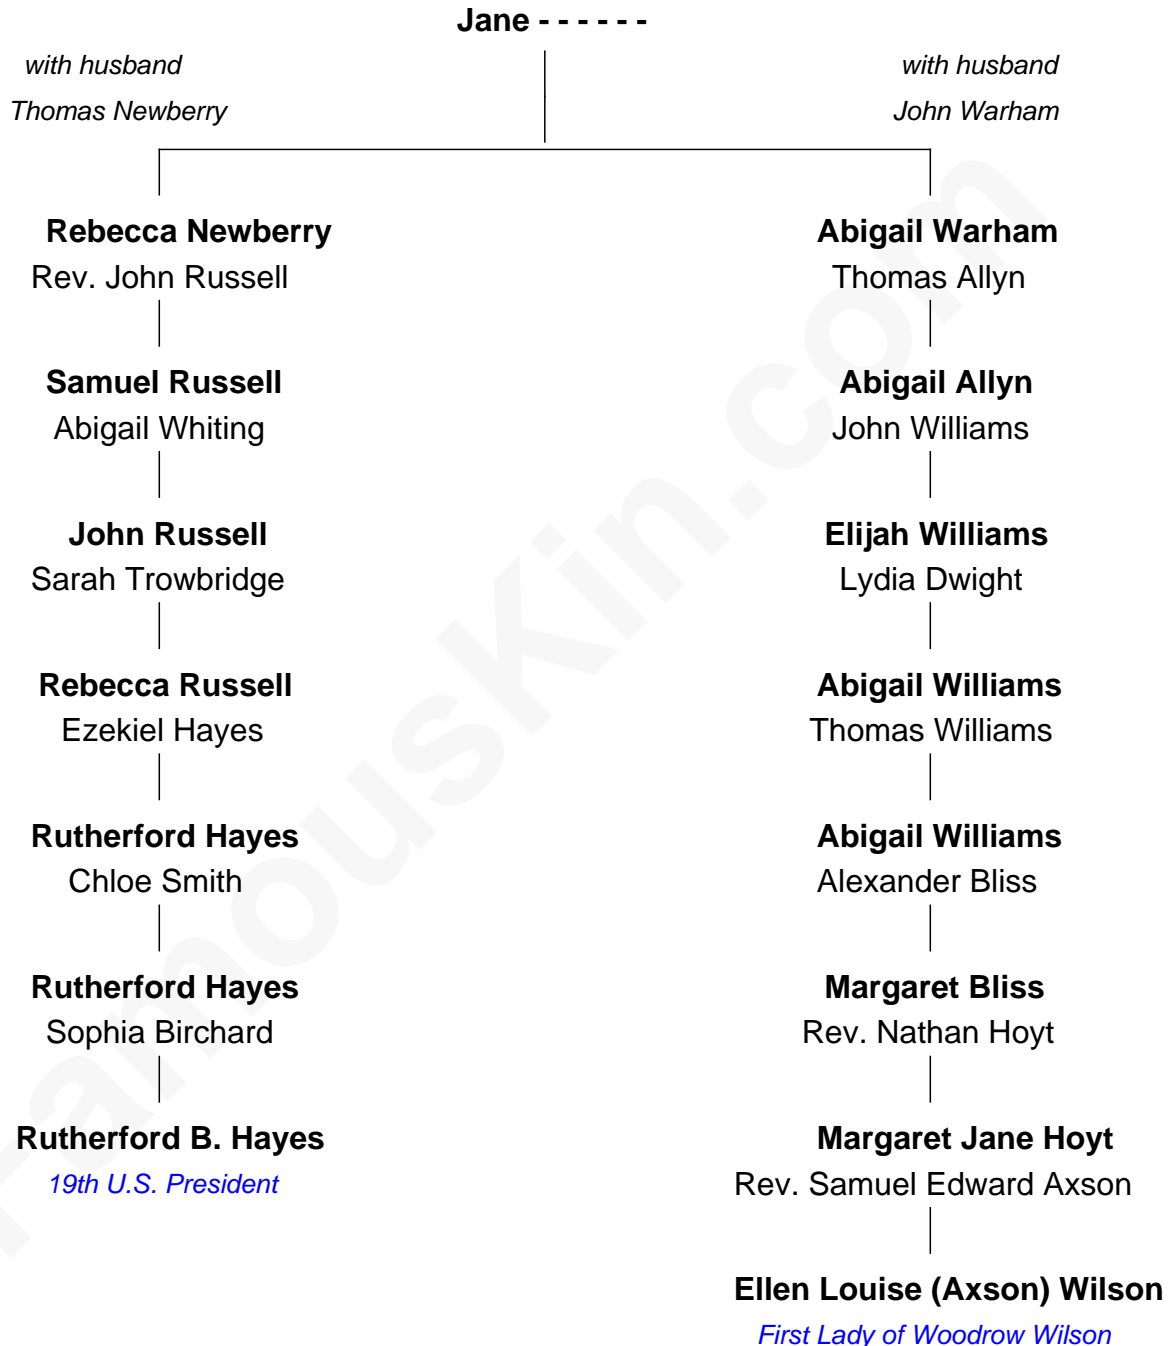 Jane - - - - - -
with husband
Thomas Newberry
with husband
John Warham
Rebecca Newberry
Rev. John Russell
Abigail Warham
Thomas Allyn
Samuel Russell
Abigail Whiting
Abigail Allyn
John Williams
John Russell
Sarah Trowbridge
Elijah Williams
Lydia Dwight
Rebecca Russell
Ezekiel Hayes
Abigail Williams
Thomas Williams
Rutherford Hayes
Chloe Smith
Abigail Williams
Alexander Bliss
Rutherford Hayes
Sophia Birchard
Margaret Bliss
Rev. Nathan Hoyt
Rutherford B. Hayes
19th U.S. President
Margaret Jane Hoyt
Rev. Samuel Edward Axson
Ellen Louise (Axson) Wilson
First Lady of Woodrow Wilson
FamousKin.com